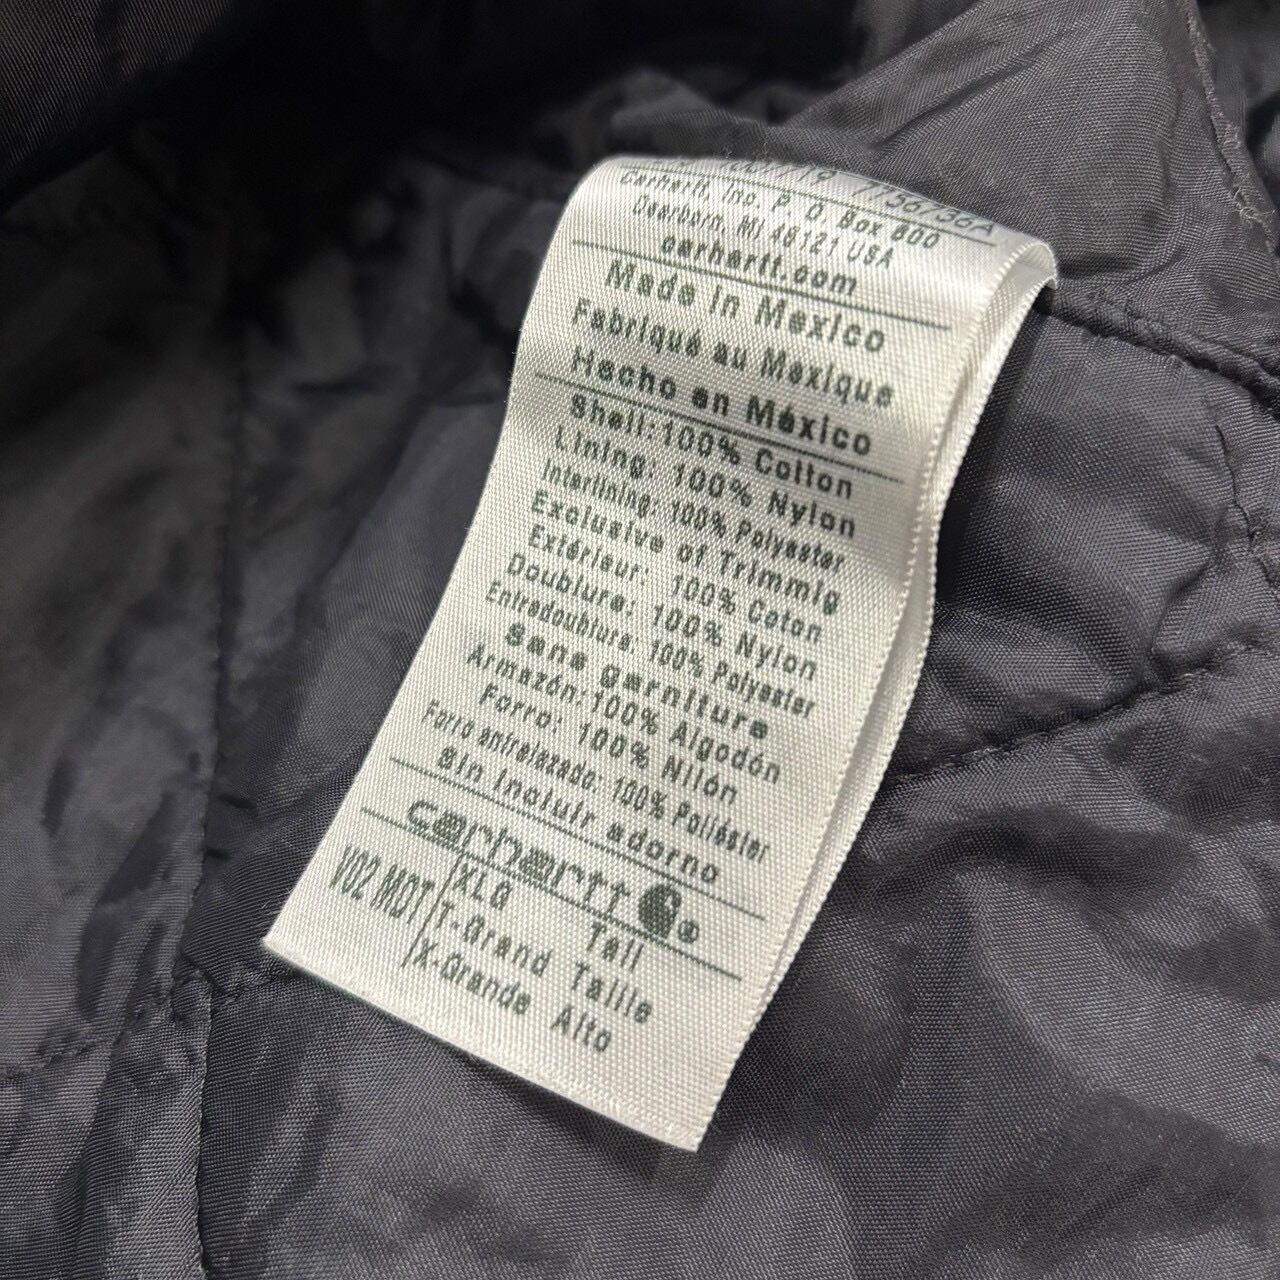 Carhartt, Inc. P. O. Box 600
Dearborn, MI 48121 USA
carhartt.com
Made in Mexico
Fabriqué au Mexique
Hecho en México
Shell: 100% Cotton
Lining: 100% Nylon
Interlining: 100% Polyester
Exclusive of Trimmig
Extérieur: 100% Coton
Doublure: 100% Nylon
Entredoublure: 100% Polyester
Sans garniture
Armazón: 100% Algodón
Forro: 100% Nilón
Forro entrelazado: 100% Poliéster
Sin incluir adorno
carhartt ®
V02 MOT XLG Tall
T-Grand Taille
X-Grande Alto